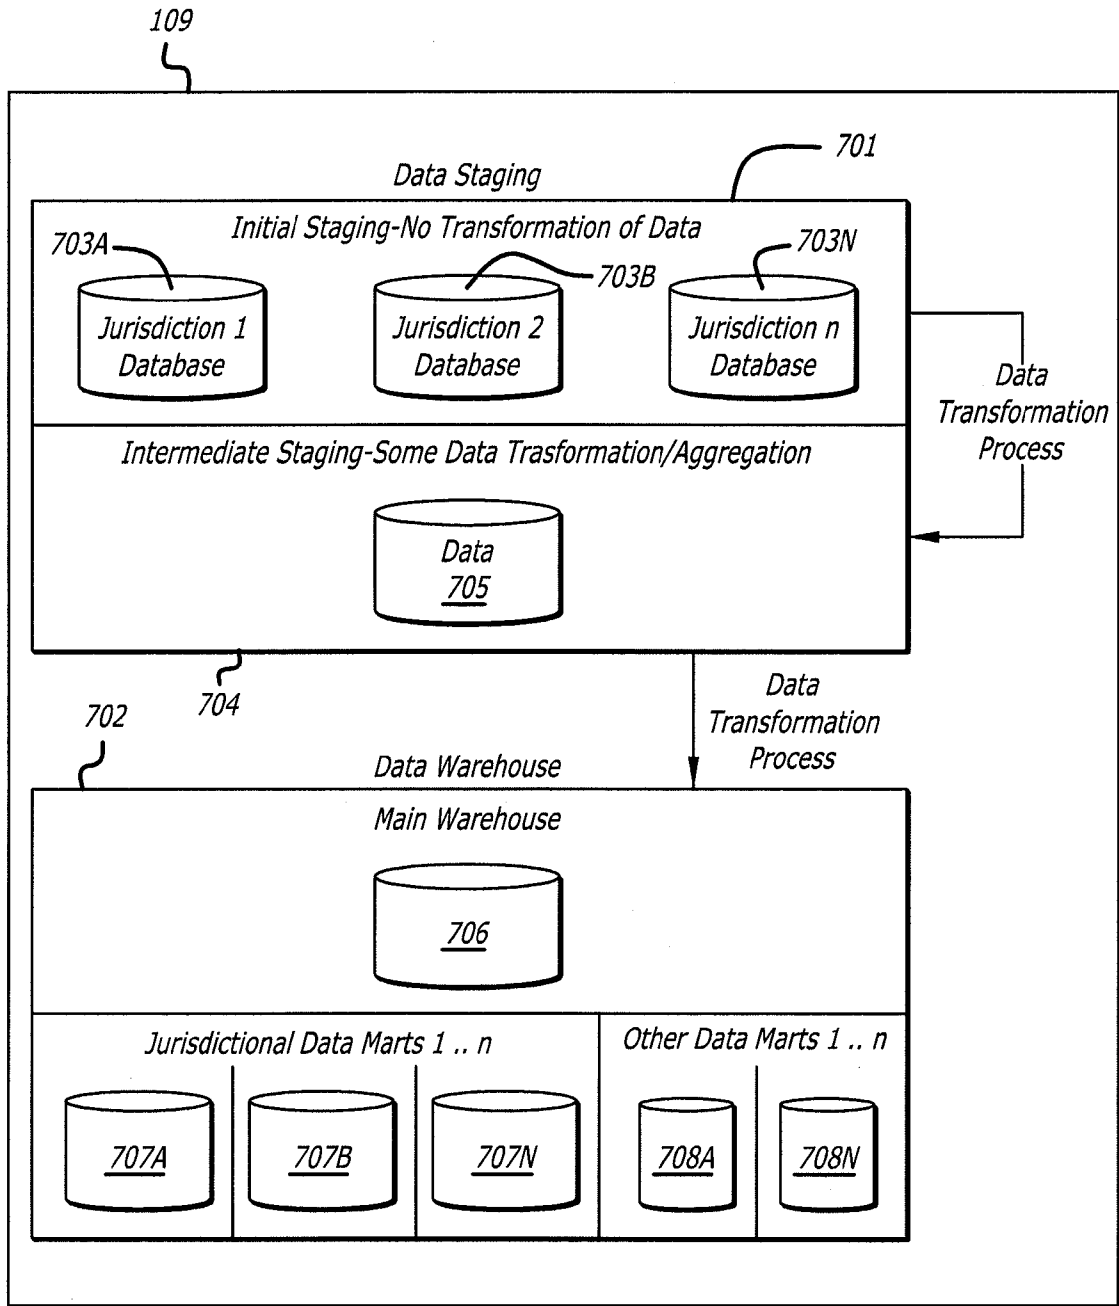 109
701
Data Staging
Initial Staging-No Transformation of Data
703A
703B
703N
Jurisdiction 1
Database
Jurisdiction 2
Database
Jurisdiction n
Database
Data
Transformation
Process
Intermediate Staging-Some Data Trasformation/Aggregation
Data
705
704
Data
Transformation
Process
702
Data Warehouse
Main Warehouse
706
Jurisdictional Data Marts 1 .. n
Other Data Marts 1 .. n
707A
707B
707N
708A
708N